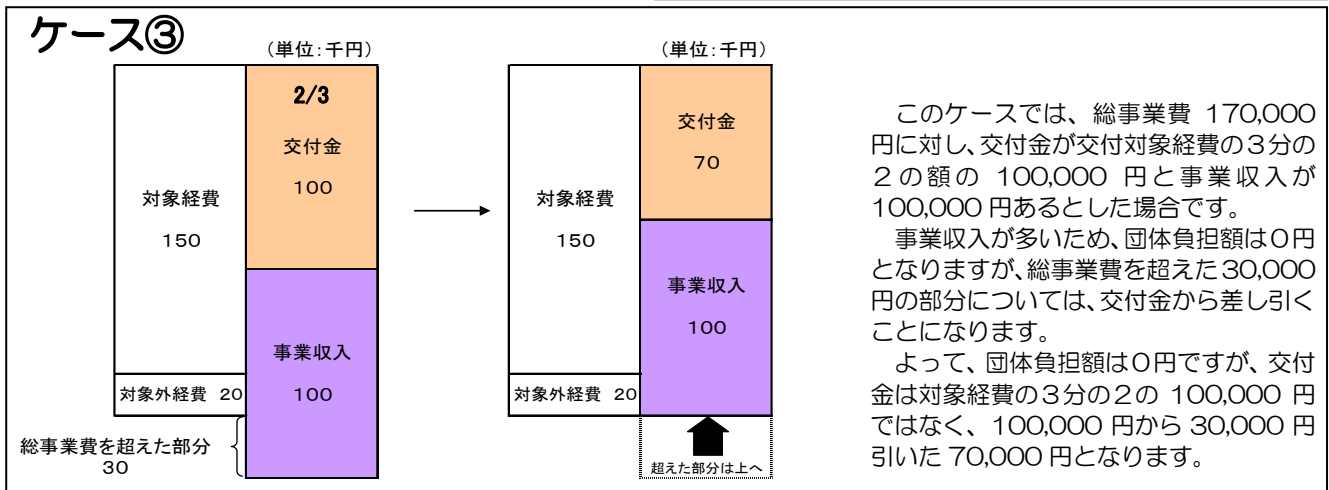 ケース③
（単位：千円）
2/3
交付金
100
対象経費
150
事業収入
100
対象外経費 20
総事業費を超えた部分
30
（単位：千円）
交付金
70
対象経費
150
事業収入
100
対象外経費 20
超えた部分は上へ
このケースでは、総事業費 170,000
円に対し、交付金が交付対象経費の３分の
２の額の 100,000 円と事業収入が
100,000 円あるとした場合です。
事業収入が多いため、団体負担額は０円
となりますが、総事業費を超えた30,000
円の部分については、交付金から差し引く
ことになります。
よって、団体負担額は０円ですが、交付
金は対象経費の３分の２の 100,000 円
ではなく、100,000 円から 30,000 円
引いた 70,000 円となります。